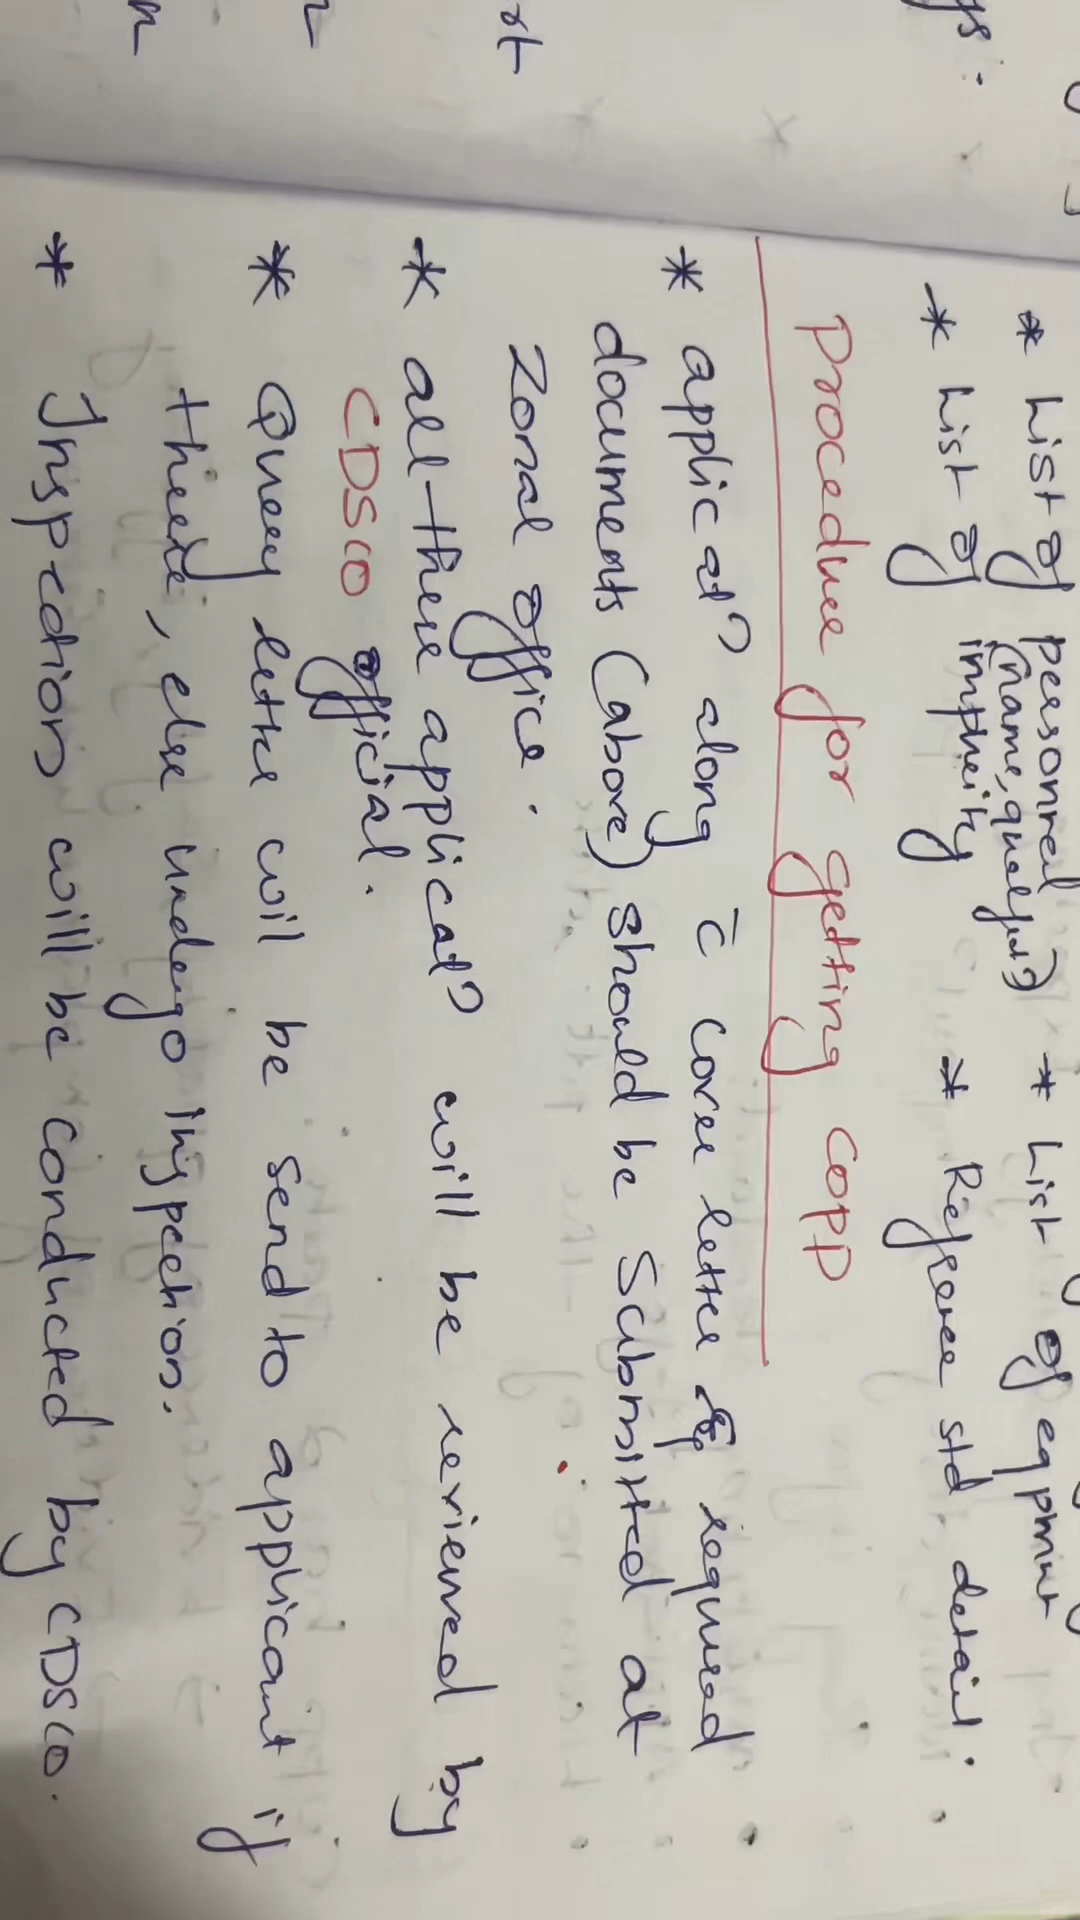 * List of personnel * List of eqpmnt
(name, qualfict?)
* List of impurity * Referee std detail.
Procedure for getting COPP
* applicat? along c̄ cover letter & required
documents (above) should be submitted at
Zonal office.
* all these applicat? will be reviewed by
CDSCO official.
* Query letter will be send to applicant if
there, else undergo inspection.
* Inspection will be conducted by CDSCO.